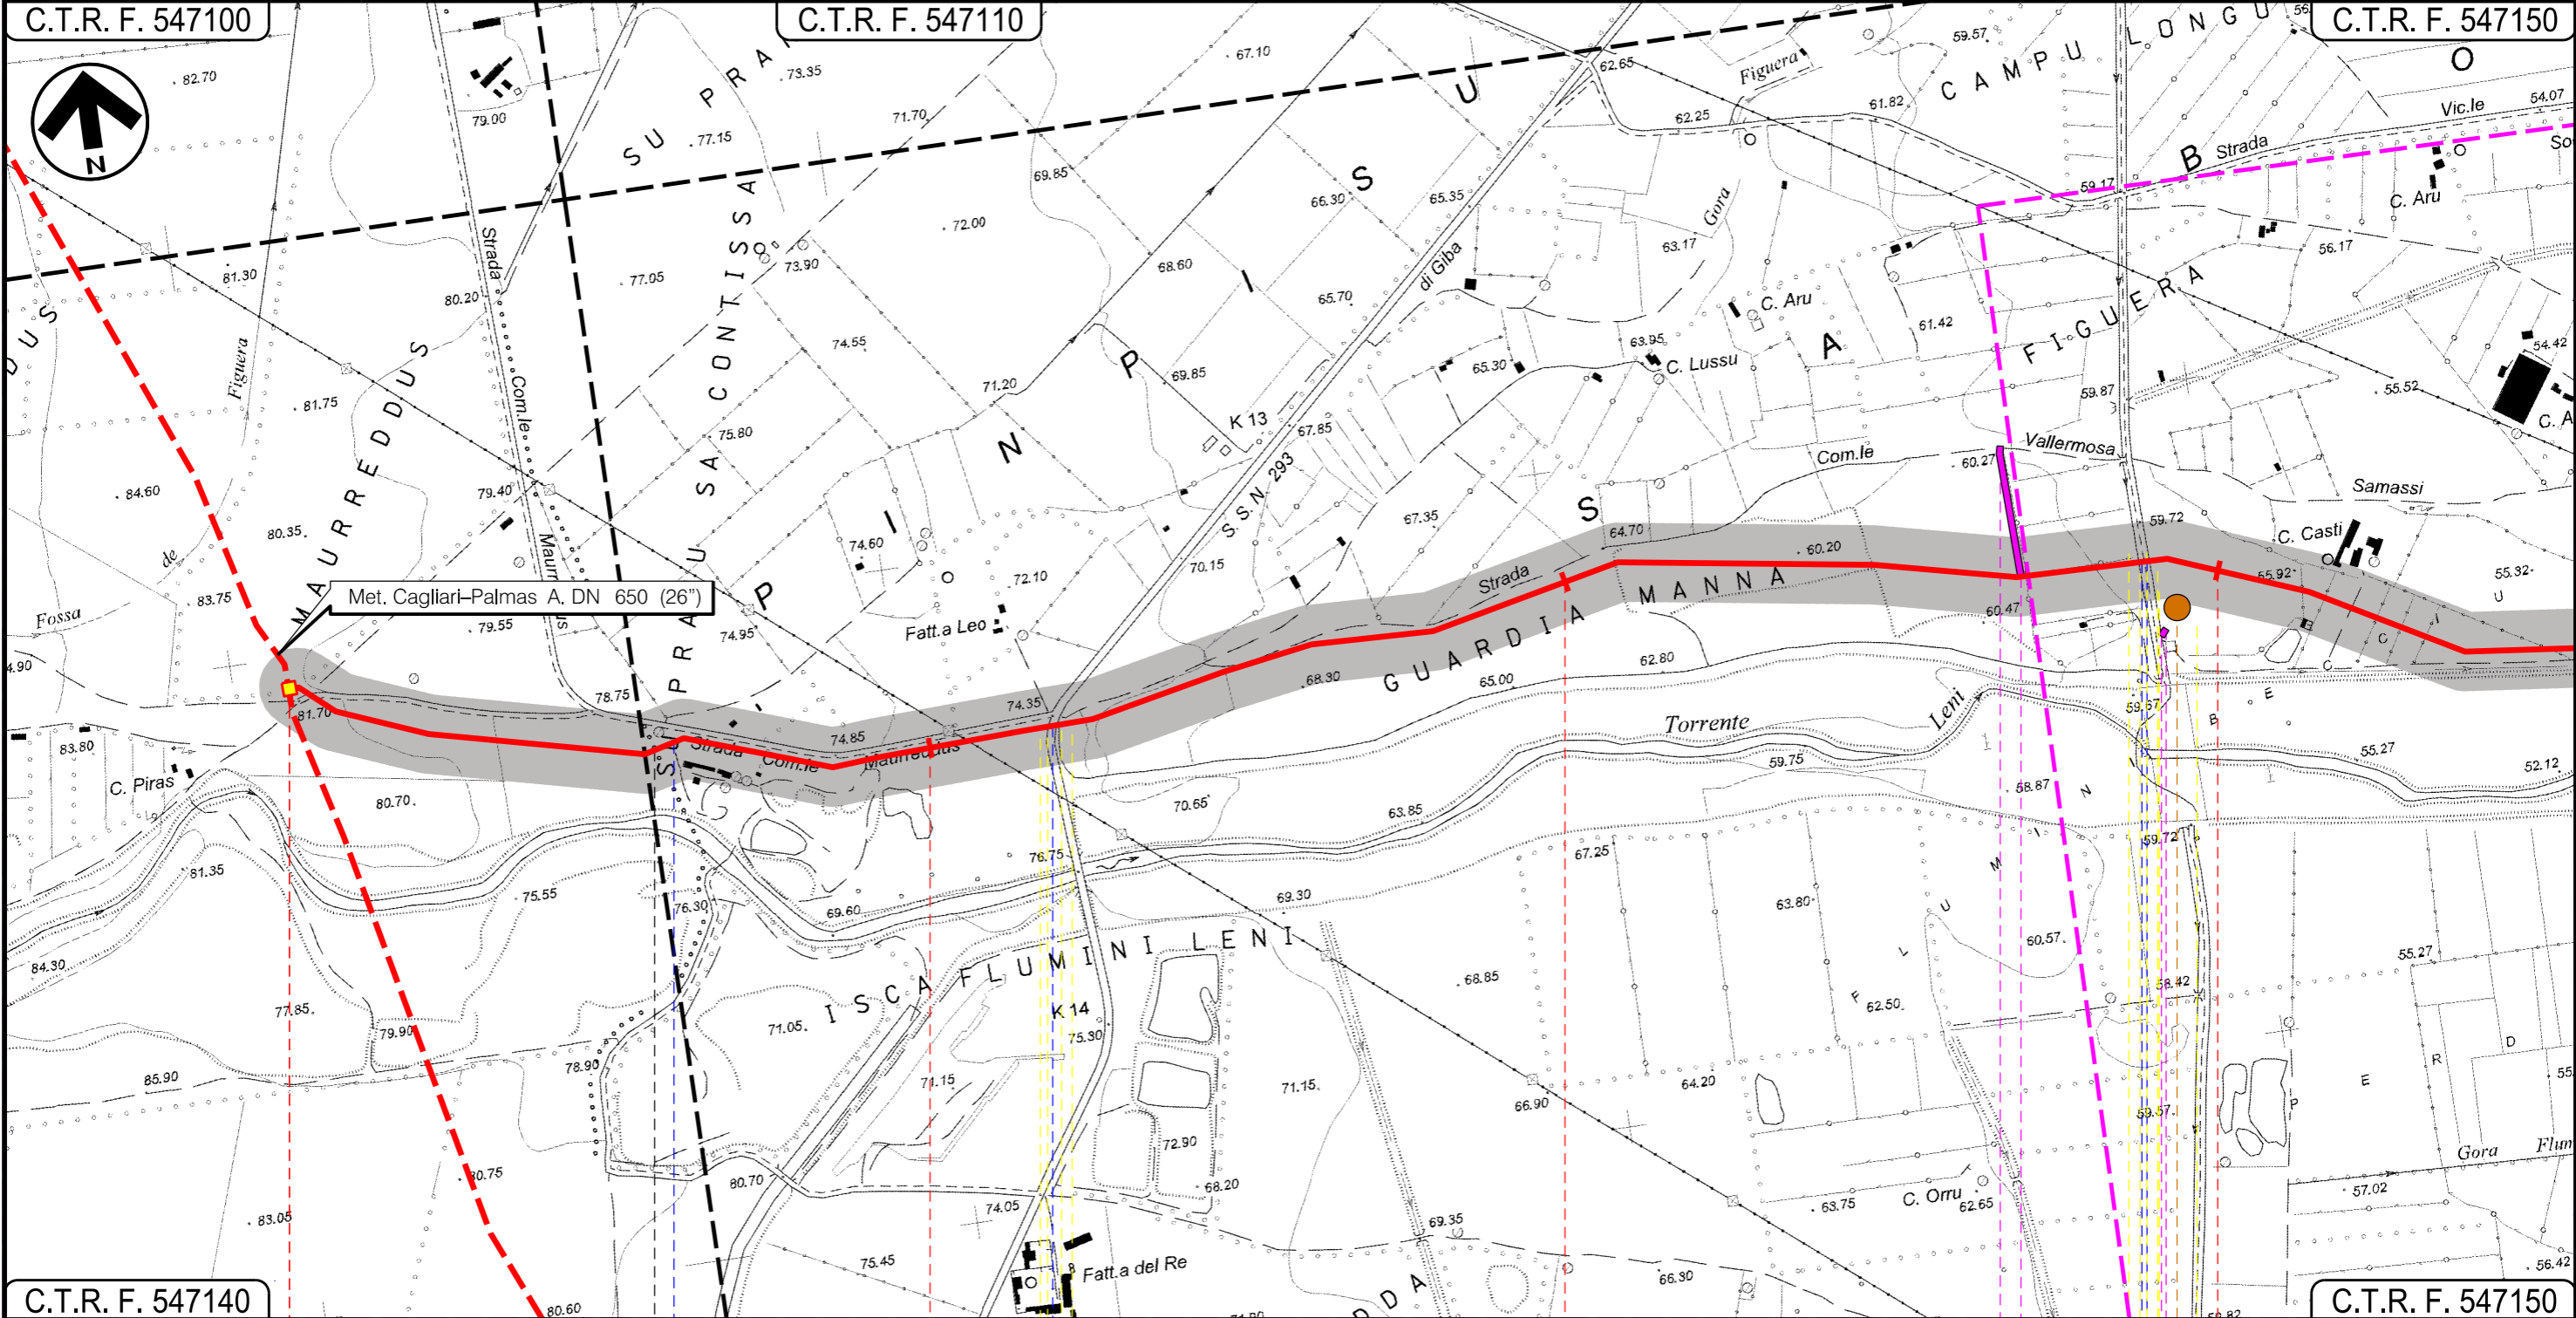 C.T.R. F. 547100
C.T.R. F. 547110
C.T.R. F. 547150
N
82.70
79.00
SU PRA
73.35
77.15
71.70
67.10
62.65
Figuera
59.57
CAMPU LONGU
62.25
61.82
Vic.le
54.07
Strada
59.17
C. Aru
56.17
69.85
66.30
65.35
Gora
63.17
72.00
81.30
80.20
Strada
77.05
73.90
68.60
65.70
di Giba
C. Aru
61.42
FIGUERA
74.55
63.95
C. Lussu
65.30
54.42
Figuera
81.75
Com.le
SA CONTISSA
75.80
71.20
69.85
K 13
67.85
59.87
55.52
C. A
MAURREDDUS
84.60
79.40
S.S.N. 293
67.35
Com.le
60.27
Vallermosa
Samassi
80.35
de
74.60
70.15
64.70
60.20
59.72
C. Casti
55.92
55.32
Met. Cagliari-Palmas A. DN 650 (26")
Fossa
83.75
79.55
74.95
Fatt.a Leo
72.10
Strada
GUARDIA MANNA
60.47
4.90
81.70
78.75
74.85
74.35
68.30
65.00
62.80
Torrente
Leni
59.67
83.80
C. Piras
Strada Com.le Maurreddus
80.70
70.65
63.85
59.75
58.87
55.27
52.12
81.35
75.55
76.30
69.60
76.75
69.30
67.25
63.80
59.72
84.30
ISCA FLUMINI LENI
68.85
60.57
55.27
77.85
79.90
71.05
K 14
75.30
62.50
58.42
85.90
78.90
71.15
71.15
66.90
64.20
59.57
80.75
80.70
72.90
68.20
Gora
Flum
83.05
74.05
69.35
63.75
C. Orru
62.65
57.02
75.45
Fatt.a del Re
66.30
56.42
80.60
C.T.R. F. 547140
C.T.R. F. 547150